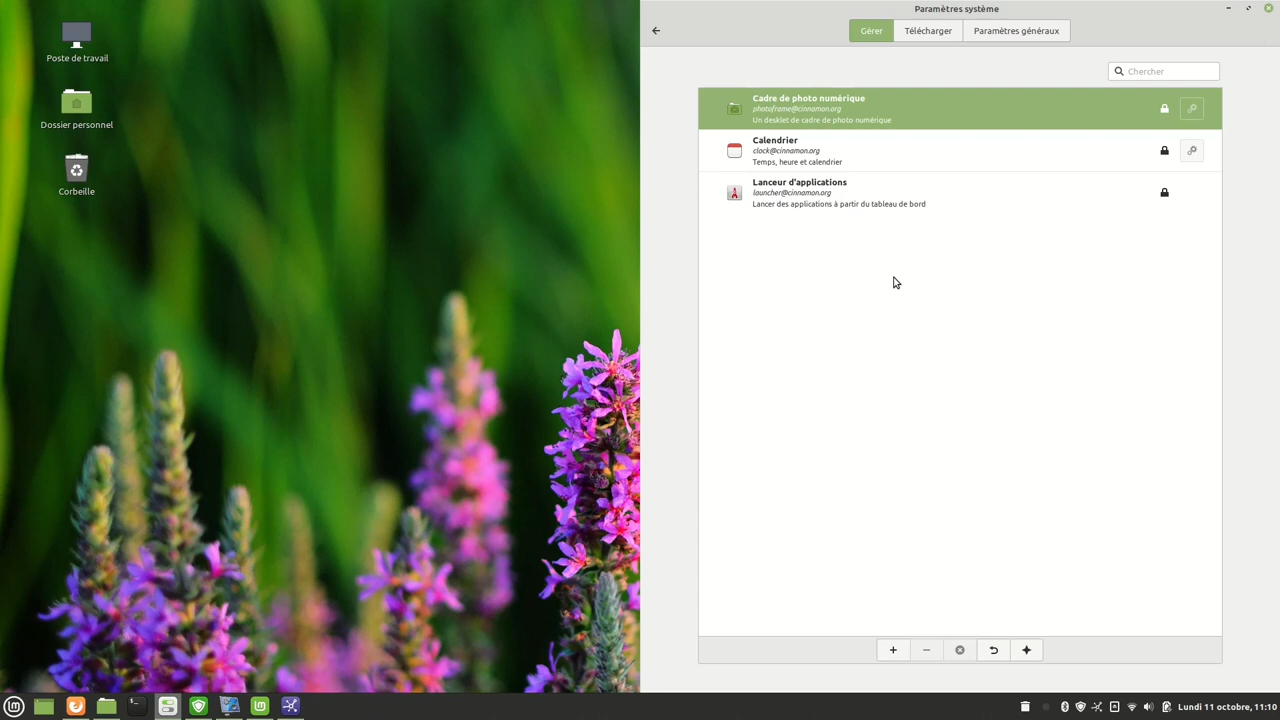 Poste de travail
Dossier personnel
Corbeille
Paramètres système
Gérer
Télécharger
Paramètres généraux
Chercher
Cadre de photo numérique
photoframe@cinnamon.org
Un desklet de cadre de photo numérique
Calendrier
clock@cinnamon.org
Temps, heure et calendrier
Lanceur d'applications
launcher@cinnamon.org
Lancer des applications à partir du tableau de bord
Lundi 11 octobre, 11:10